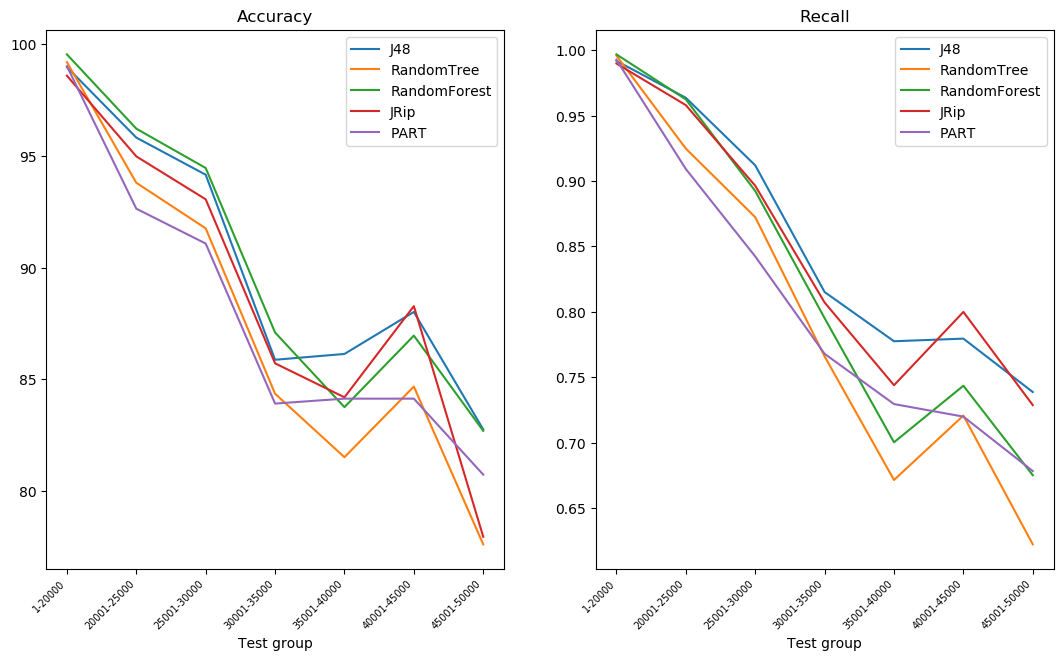 Accuracy
100
95
90
85
80
J48
RandomTree
RandomForest
JRip
PART
1-20000
20001-25000
25001-30000
30001-35000
35001-40000
40001-45000
45001-50000
Test group
Recall
1.00
0.95
0.90
0.85
0.80
0.75
0.70
0.65
J48
RandomTree
RandomForest
JRip
PART
1-20000
20001-25000
25001-30000
30001-35000
35001-40000
40001-45000
45001-50000
Test group